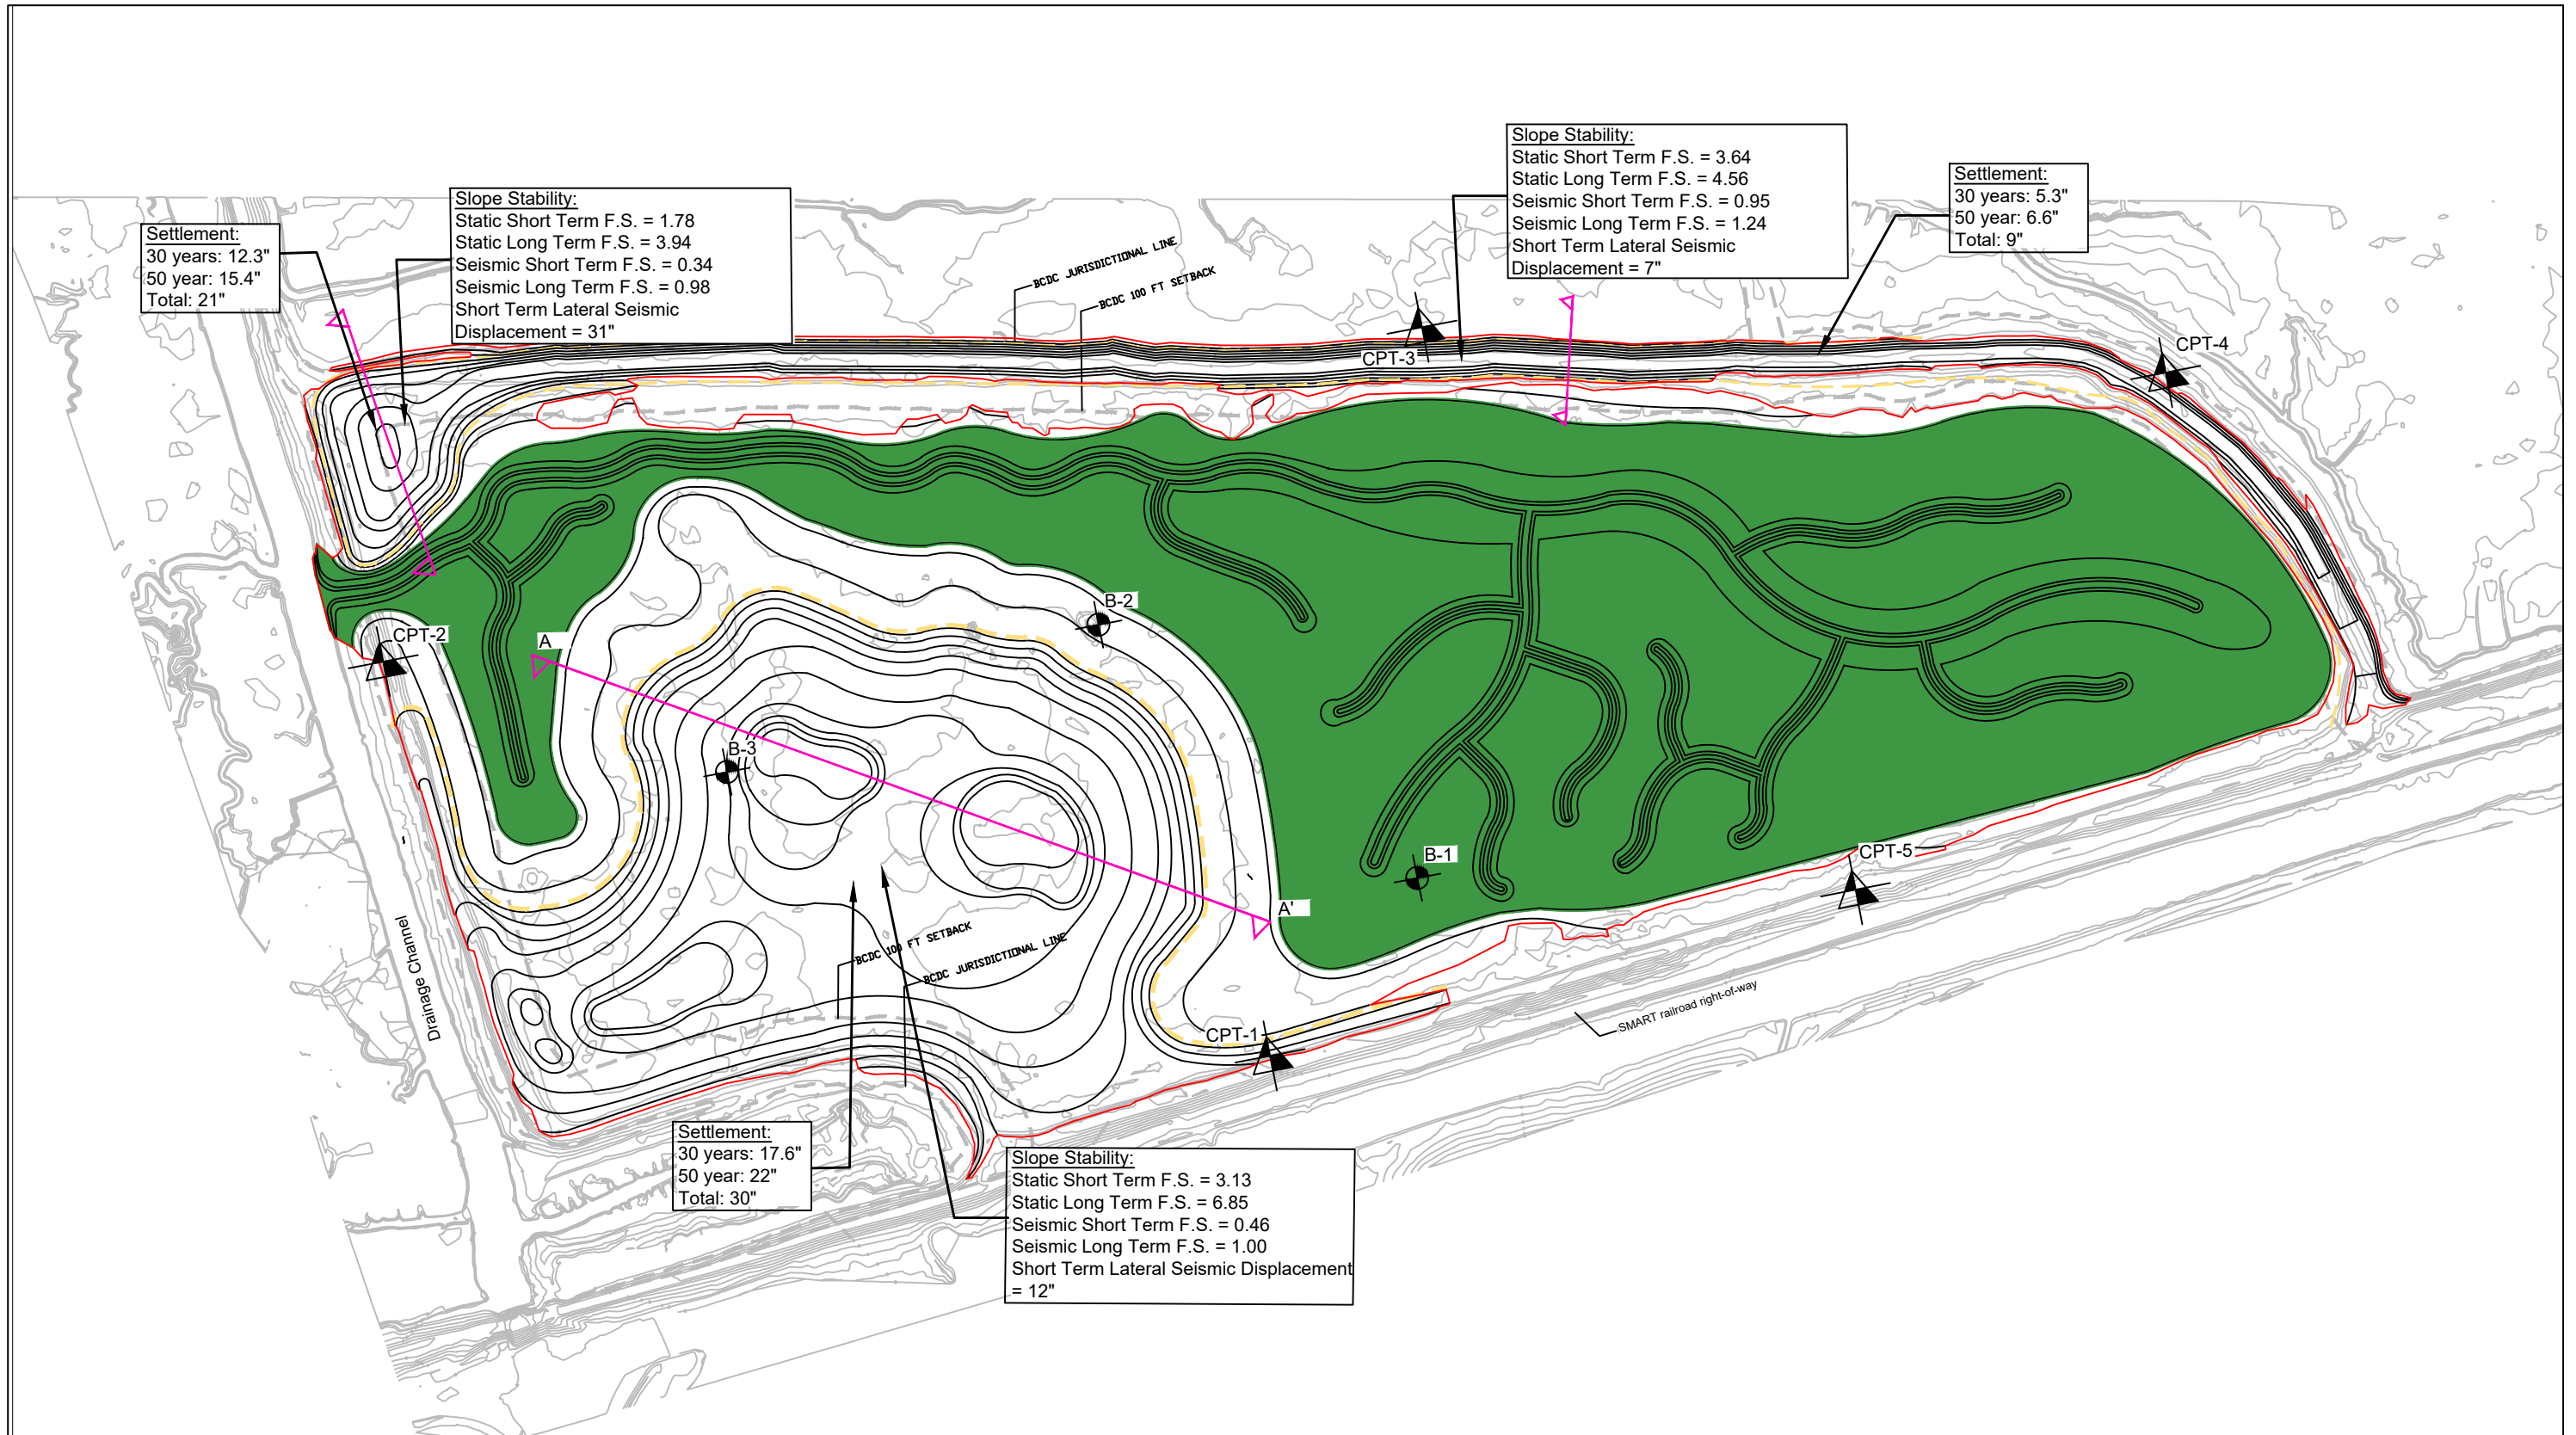 Slope Stability:
Static Short Term F.S. = 3.64
Static Long Term F.S. = 4.56
Seismic Short Term F.S. = 0.95
Seismic Long Term F.S. = 1.24
Short Term Lateral Seismic
Displacement = 7"
Settlement:
30 years: 5.3"
50 year: 6.6"
Total: 9"
Slope Stability:
Static Short Term F.S. = 1.78
Static Long Term F.S. = 3.94
Seismic Short Term F.S. = 0.34
Seismic Long Term F.S. = 0.98
Short Term Lateral Seismic
Displacement = 31"
Settlement:
30 years: 12.3"
50 year: 15.4"
Total: 21"
BCDC JURISDICTIONAL LINE
BCDC 100 FT SETBACK
CPT-3
CPT-4
B-2
CPT-2
A
B-3
B-1
CPT-5
A'
BCDC 100 FT SETBACK
BCDC JURISDICTIONAL LINE
Drainage Channel
SMART railroad right-of-way
CPT-1
Settlement:
30 years: 17.6"
50 year: 22"
Total: 30"
Slope Stability:
Static Short Term F.S. = 3.13
Static Long Term F.S. = 6.85
Seismic Short Term F.S. = 0.46
Seismic Long Term F.S. = 1.00
Short Term Lateral Seismic Displacement
= 12"